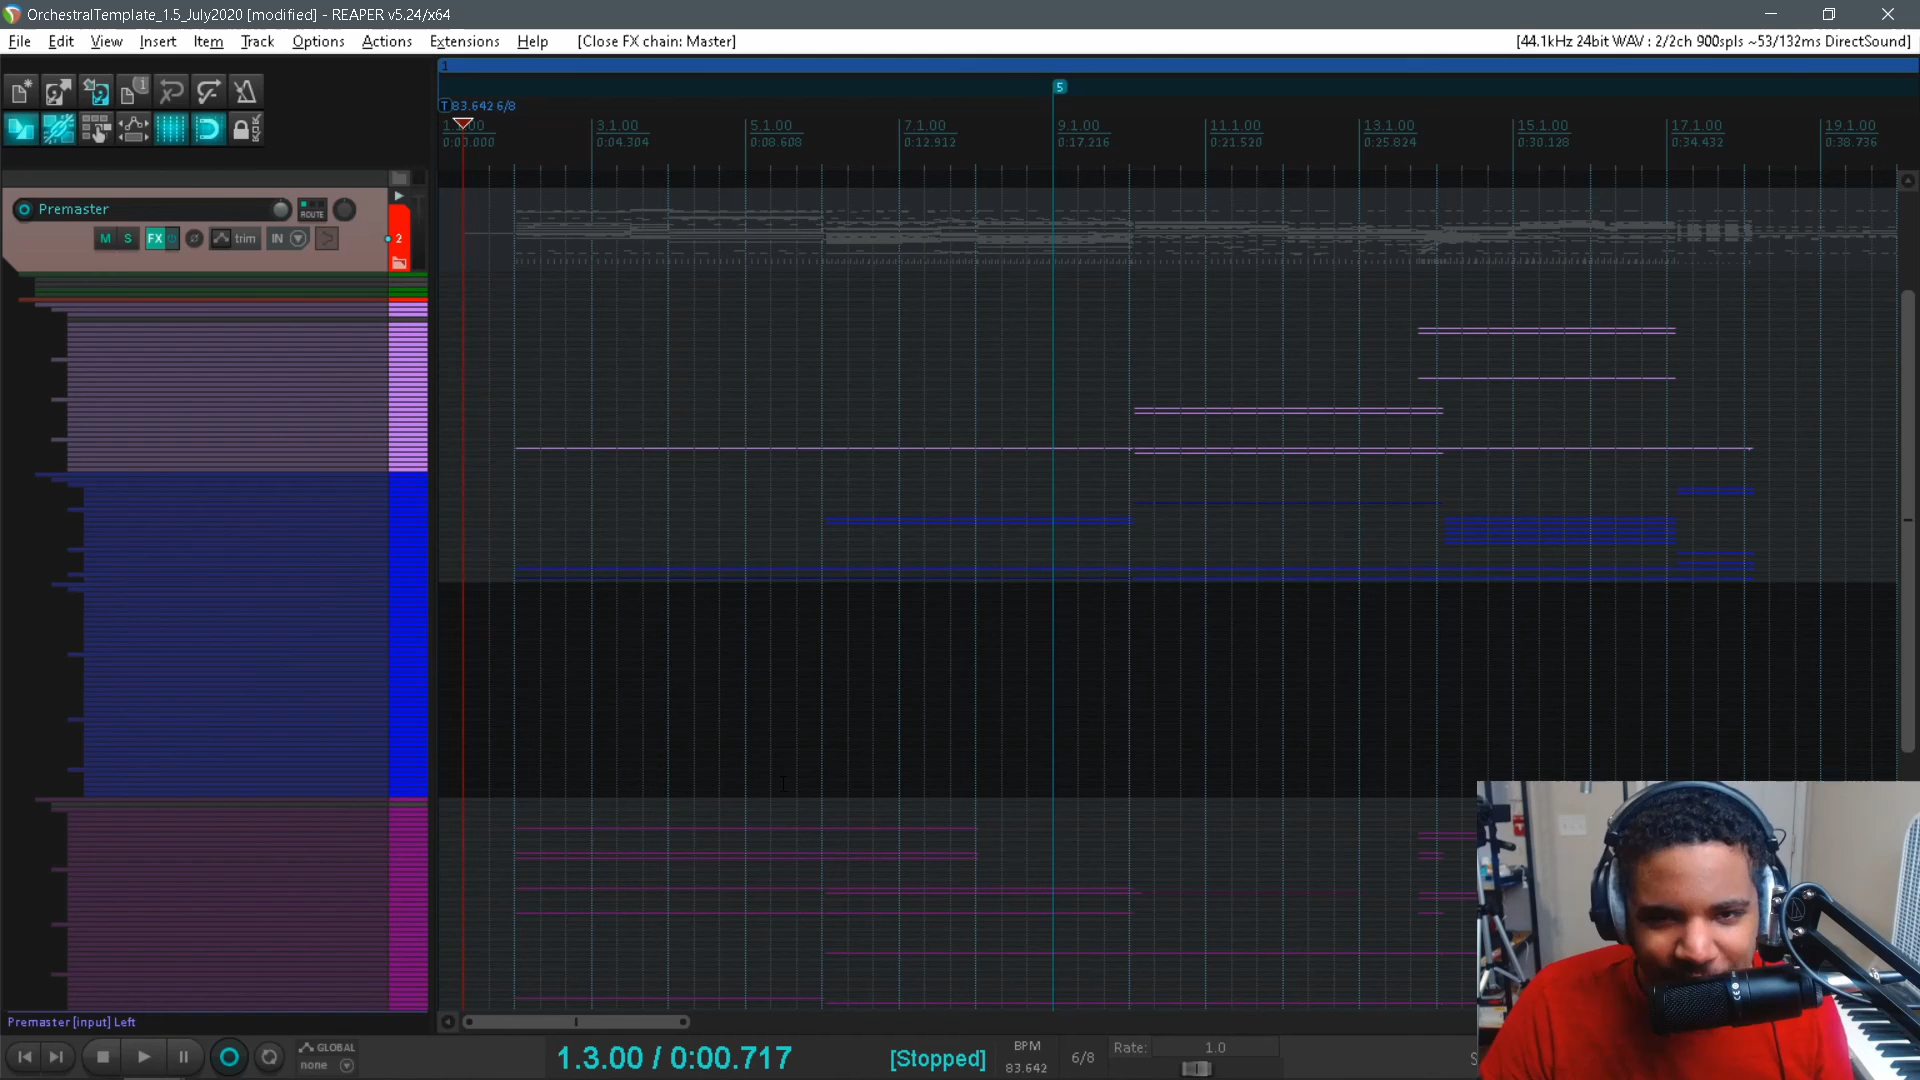 OrchestralTemplate_1.5_July2020 [modified] - REAPER v5.24/x64
File Edit View Insert Item Track Options Actions Extensions Help [Close FX chain: Master] [44.1kHz 24bit WAV : 2/2ch 900spls ~53/132ms DirectSound]
1
5
T 83.642 6/8
3.1.00 5.1.00 7.1.00 9.1.00 11.1.00 13.1.00 15.1.00 17.1.00 19.1.00
0:04.304 0:08.608 0:12.912 0:17.216 0:21.520 0:25.824 0:30.128 0:34.432 0:38.736
Premaster ROUTE
M S FX trim IN 2
Premaster [input] Left
GLOBAL
none
1.3.00 / 0:00.717 [Stopped]
BPM
83.642
6/8
Rate: 1.0